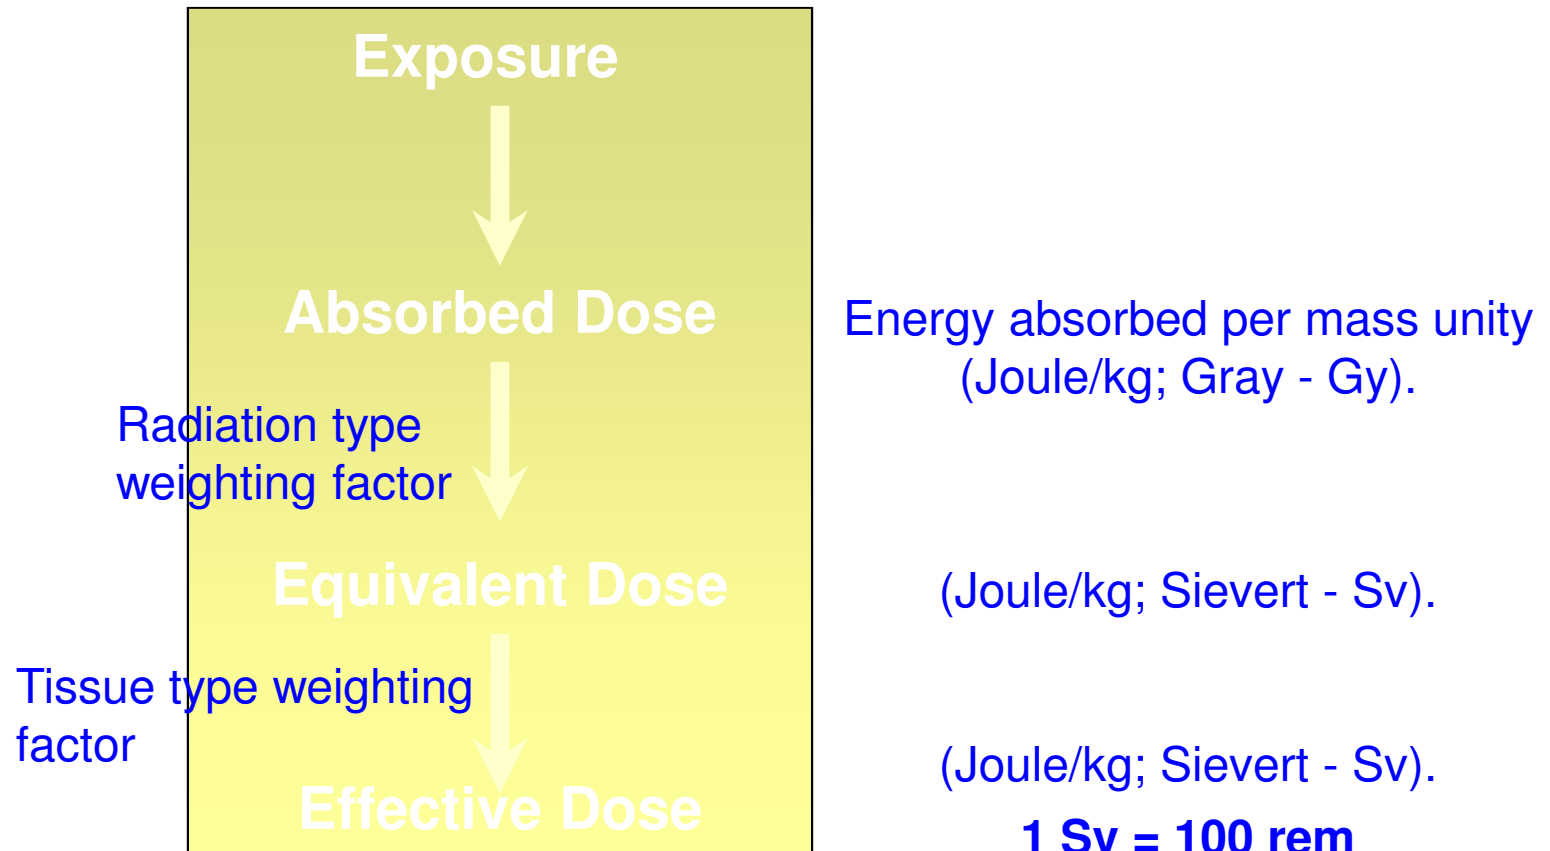 Exposure
Absorbed Dose
Energy absorbed per mass unity
(Joule/kg; Gray - Gy).
Radiation type
weighting factor
Equivalent Dose
(Joule/kg; Sievert - Sv).
Tissue type weighting
factor
(Joule/kg; Sievert - Sv).
Effective Dose
1 Sv = 100 rem